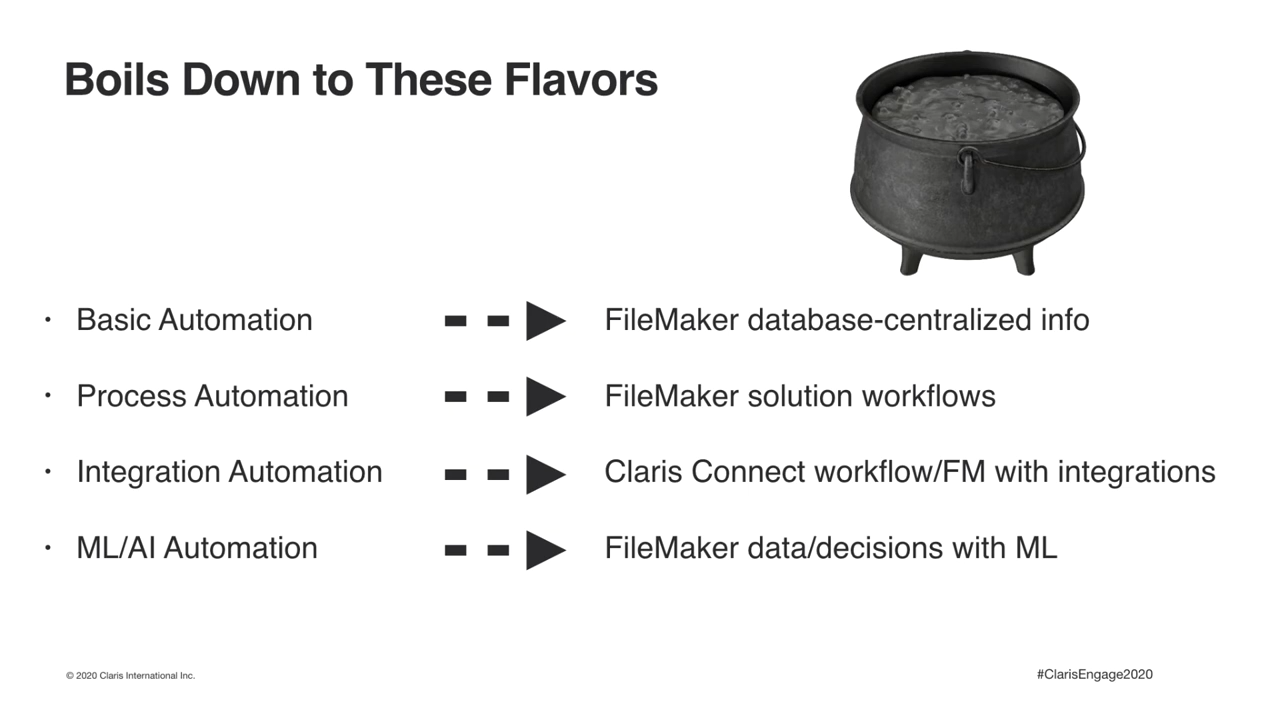 Boils Down to These Flavors
· Basic Automation FileMaker database-centralized info
· Process Automation FileMaker solution workflows
· Integration Automation Claris Connect workflow/FM with integrations
· ML/AI Automation FileMaker data/decisions with ML
© 2020 Claris International Inc. #ClarisEngage2020